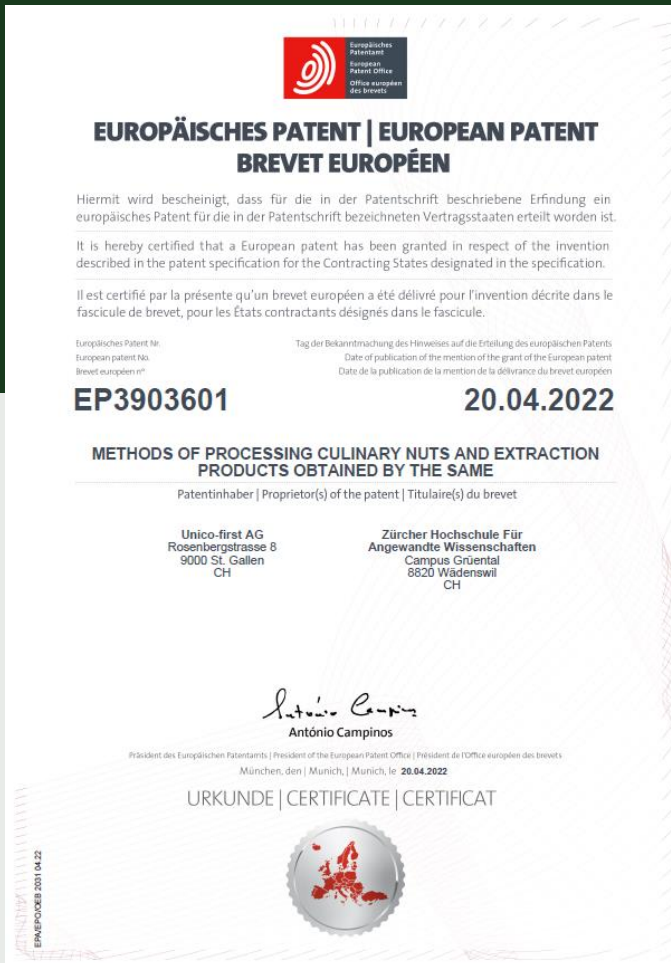 Europäisches
Patentamt
European
Patent Office
Office européen
des brevets
EUROPÄISCHES PATENT | EUROPEAN PATENT
BREVET EUROPÉEN
Hiermit wird bescheinigt, dass für die in der Patentschrift beschriebene Erfindung ein
europäisches Patent für die in der Patentschrift bezeichneten Vertragsstaaten erteilt worden ist.
It is hereby certified that a European patent has been granted in respect of the invention
described in the patent specification for the Contracting States designated in the specification.
Il est certifié par la présente qu'un brevet européen a été délivré pour l'invention décrite dans le
fascicule de brevet, pour les États contractants désignés dans le fascicule.
Europäisches Patent Nr.
European patent No.
Brevet européen n°
Tag der Bekanntmachung des Hinweises auf die Erteilung des europäischen Patents
Date of publication of the mention of the grant of the European patent
Date de la publication de la mention de la délivrance du brevet européen
EP3903601
20.04.2022
METHODS OF PROCESSING CULINARY NUTS AND EXTRACTION
PRODUCTS OBTAINED BY THE SAME
Patentinhaber | Proprietor(s) of the patent | Titulaire(s) du brevet
Unico-first AG
Rosenbergstrasse 8
9000 St. Gallen
CH
Zürcher Hochschule Für
Angewandte Wissenschaften
Campus Grüental
8820 Wädenswil
CH
António Campinos
António Campinos
Präsident des Europäischen Patentamts | President of the European Patent Office | Président de l'Office européen des brevets
München, den | Munich, | Munich, le 20.04.2022
URKUNDE | CERTIFICATE | CERTIFICAT
EPA/EPO/OEB 2031 04.22